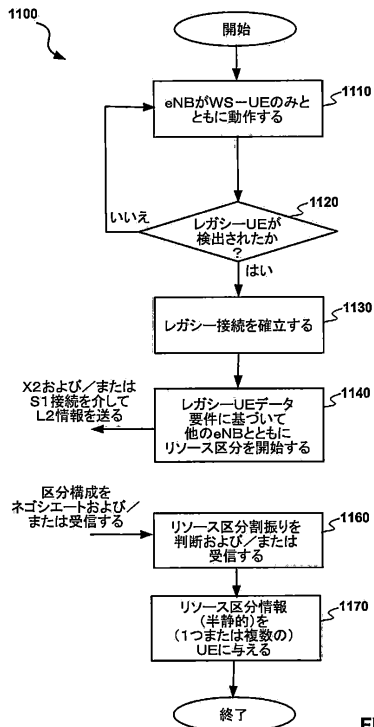 1100
開始
eNBがWS-UEのみと
ともに動作する
1110
いいえ
レガシーUEが
検出されたか
?
1120
はい
レガシー接続を確立する
1130
X2および/または
S1接続を介して
L2情報を送る
レガシーUEデータ
要件に基づいて
他のeNBとともに
リソース区分を開始する
1140
区分構成を
ネゴシエートおよび/
または受信する
リソース区分割振りを
判断および/または
受信する
1160
リソース区分情報
(半静的)を
(1つまたは複数の)
UEに与える
1170
終了